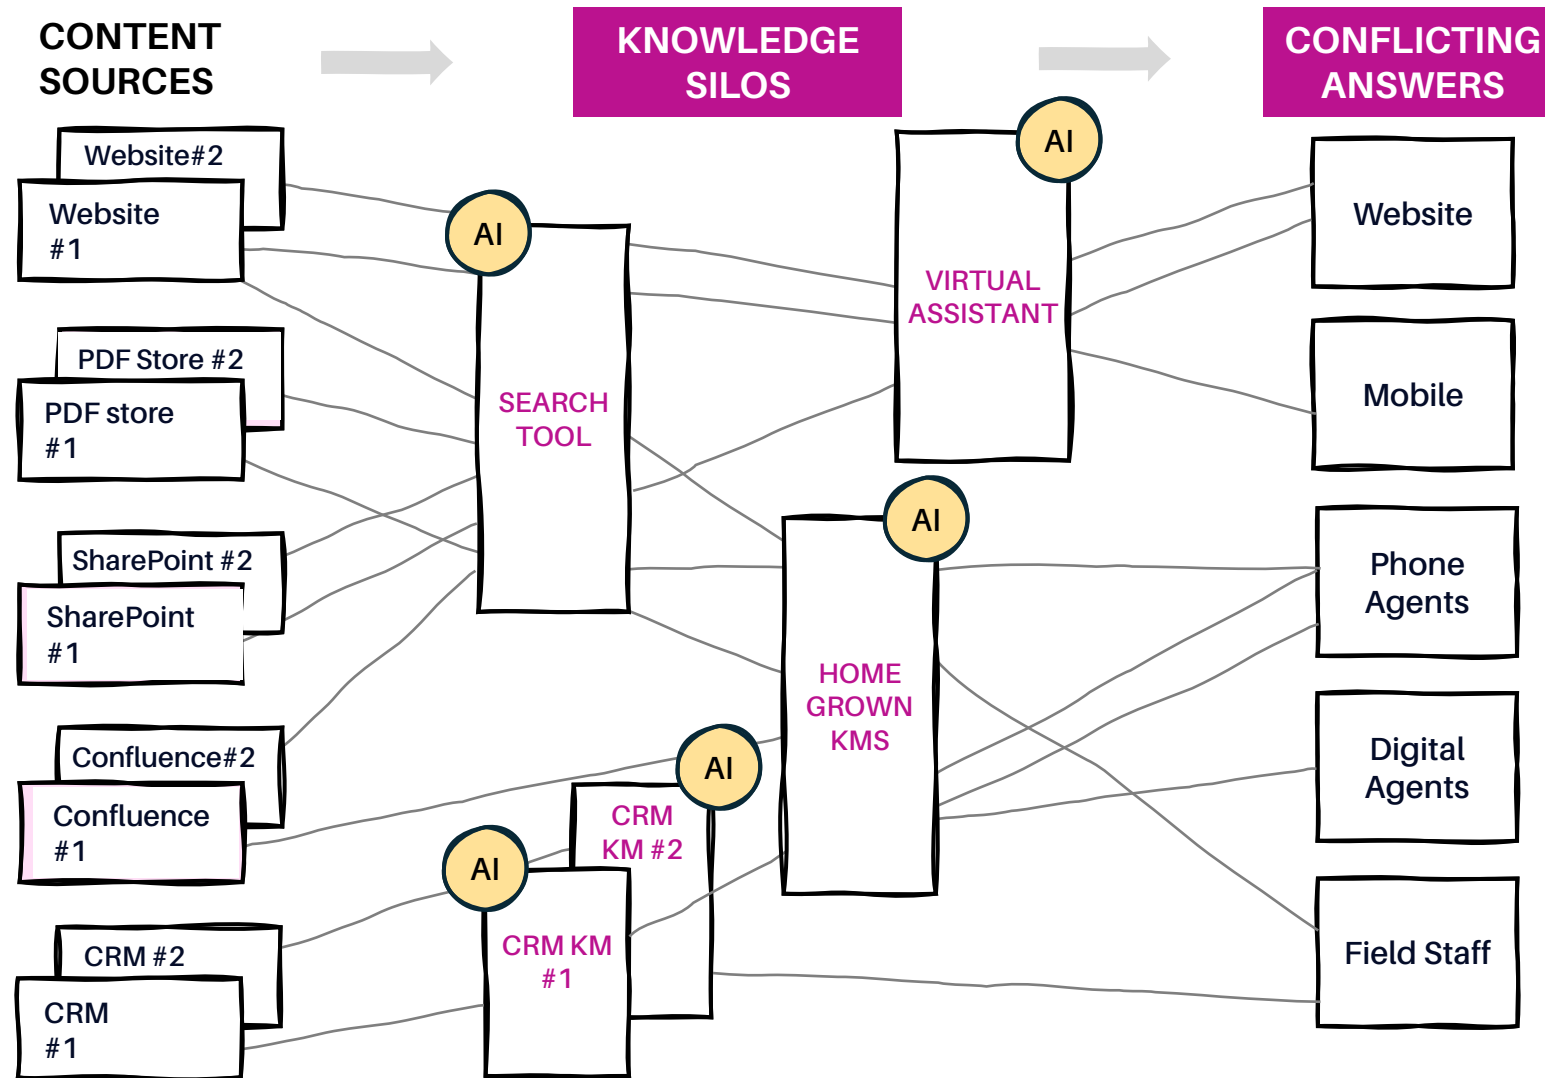 CONTENT
SOURCES
KNOWLEDGE
SILOS
CONFLICTING
ANSWERS
Website#2
Website
#1
PDF Store #2
PDF store
#1
SharePoint #2
SharePoint
#1
Confluence#2
Confluence
#1
CRM #2
CRM
#1
AI
SEARCH
TOOL
AI
VIRTUAL
ASSISTANT
AI
HOME
GROWN
KMS
AI
CRM
KM #2
AI
CRM KM
#1
Website
Mobile
Phone
Agents
Digital
Agents
Field Staff